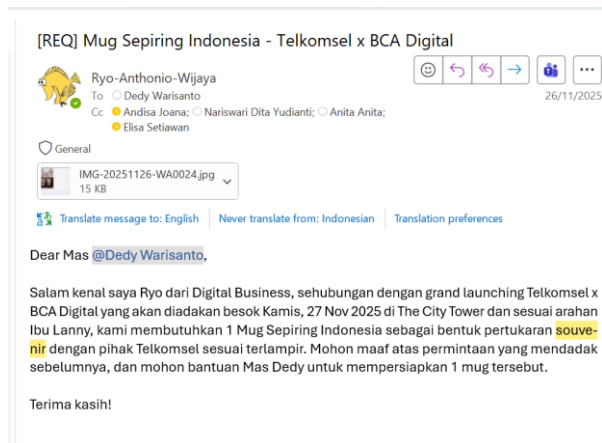 [REQ] Mug Sepiring Indonesia - Telkomsel x BCA Digital
Ryo-Anthonio-Wijaya
To Dedy Warisanto
Cc Andisa Joana; Nariswari Dita Yudianti; Anita Anita;
Elisa Setiawan
26/11/2025
General
IMG-20251126-WA0024.jpg
15 KB
Translate message to: English Never translate from: Indonesian Translation preferences
Dear Mas @Dedy Warisanto,
Salam kenal saya Ryo dari Digital Business, sehubungan dengan grand launching Telkomsel x
BCA Digital yang akan diadakan besok Kamis, 27 Nov 2025 di The City Tower dan sesuai arahan
Ibu Lanny, kami membutuhkan 1 Mug Sepiring Indonesia sebagai bentuk pertukaran souve-
nir dengan pihak Telkomsel sesuai terlampir. Mohon maaf atas permintaan yang mendadak
sebelumnya, dan mohon bantuan Mas Dedy untuk mempersiapkan 1 mug tersebut.
Terima kasih!